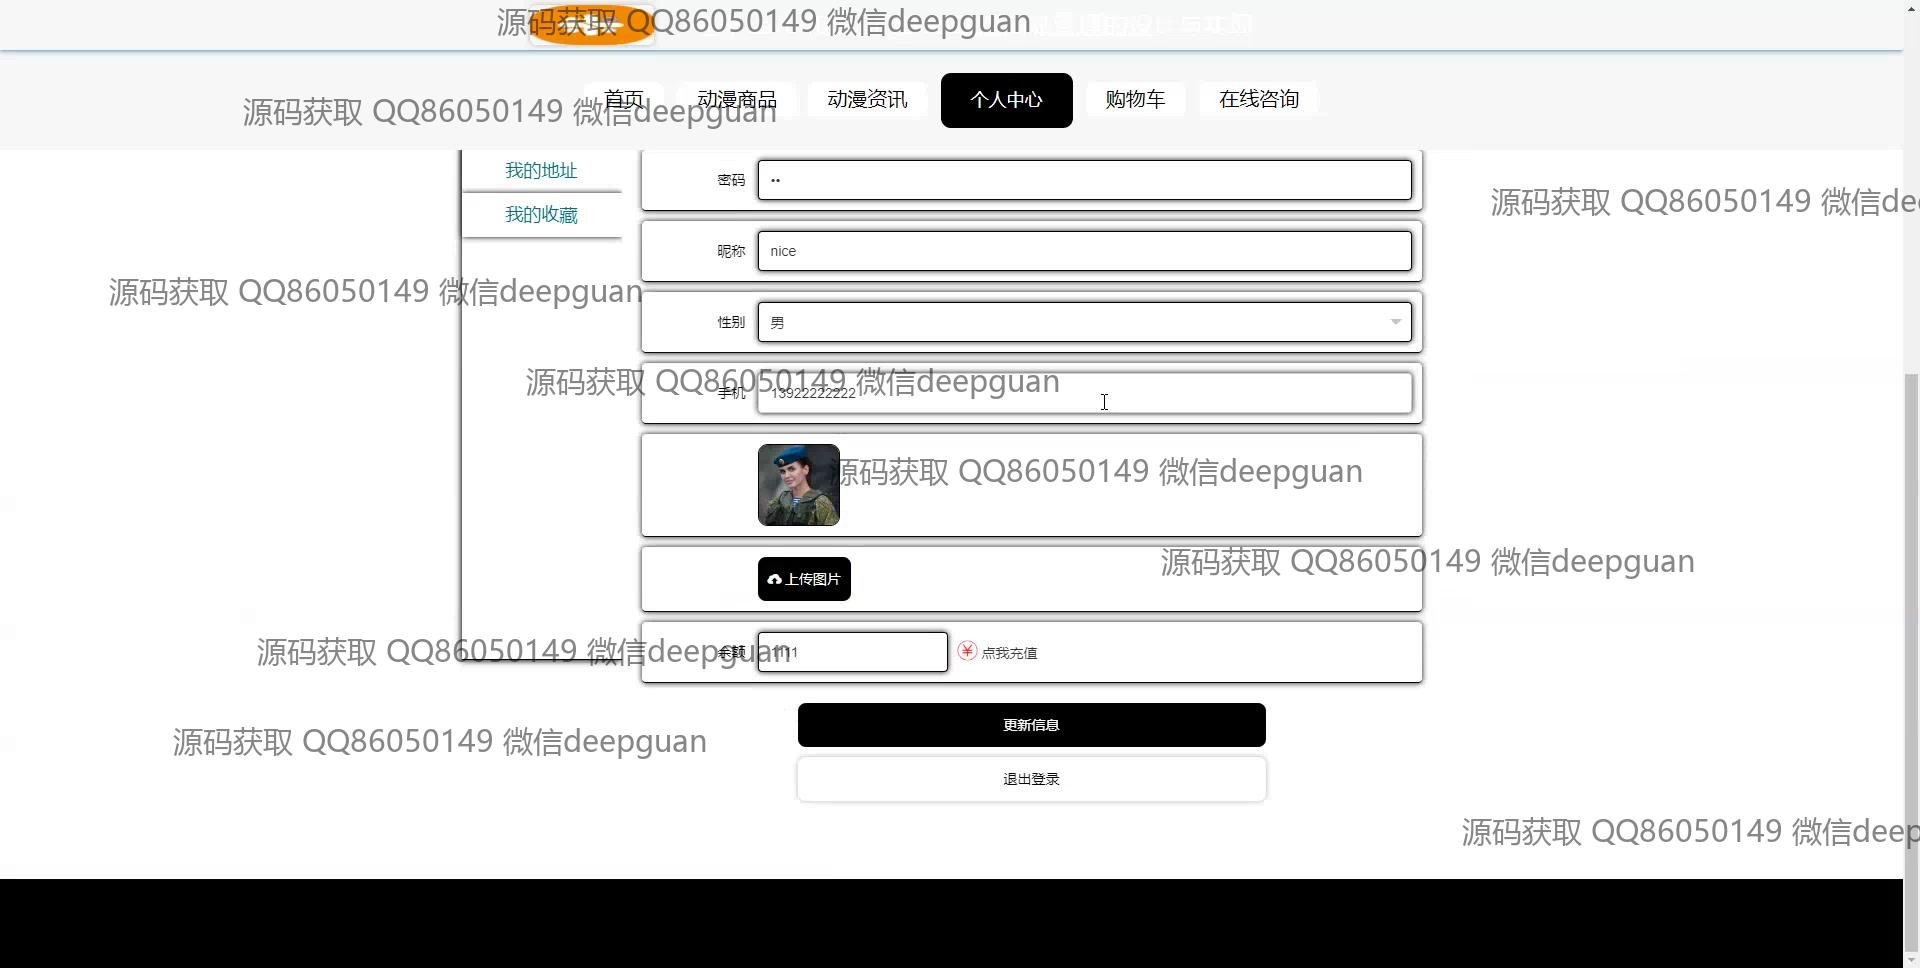 源码获取 QQ86050149 微信deepguan
首页 动漫商品 动漫资讯 个人中心 购物车 在线咨询
源码获取 QQ86050149 微信deepguan
我的地址
密码 ••
源码获取 QQ86050149 微信de
我的收藏
昵称 nice
源码获取 QQ86050149 微信deepguan
性别 男
源码获取 QQ86050149 微信deepguan
手机 13922222222
源码获取 QQ86050149 微信deepguan
源码获取 QQ86050149 微信deepguan
上传图片
源码获取 QQ86050149 微信deepguan
余额 1111 点我充值
更新信息
源码获取 QQ86050149 微信deepguan
退出登录
源码获取 QQ86050149 微信deep